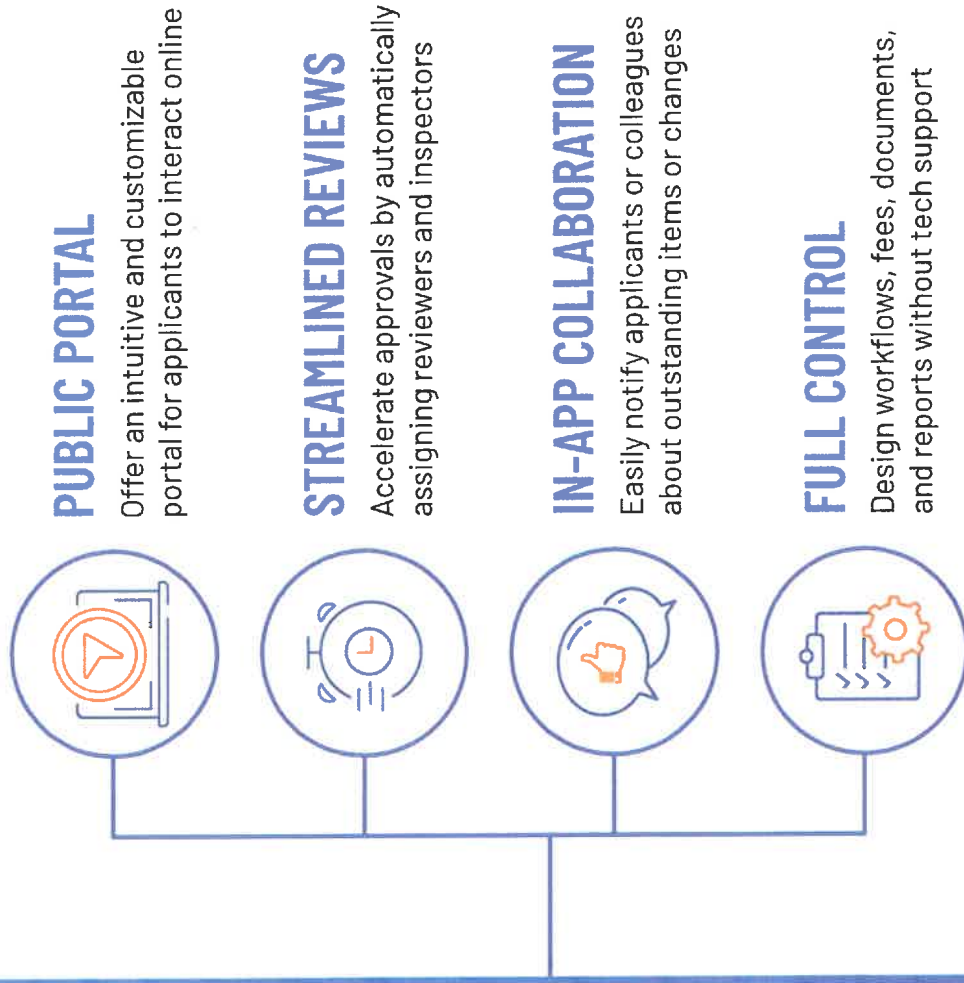 PUBLIC PORTAL
Offer an intuitive and customizable
portal for applicants to interact online
STREAMLINED REVIEWS
Accelerate approvals by automatically
assigning reviewers and inspectors
IN-APP COLLABORATION
Easily notify applicants or colleagues
about outstanding items or changes
FULL CONTROL
Design workflows, fees, documents,
and reports without tech support